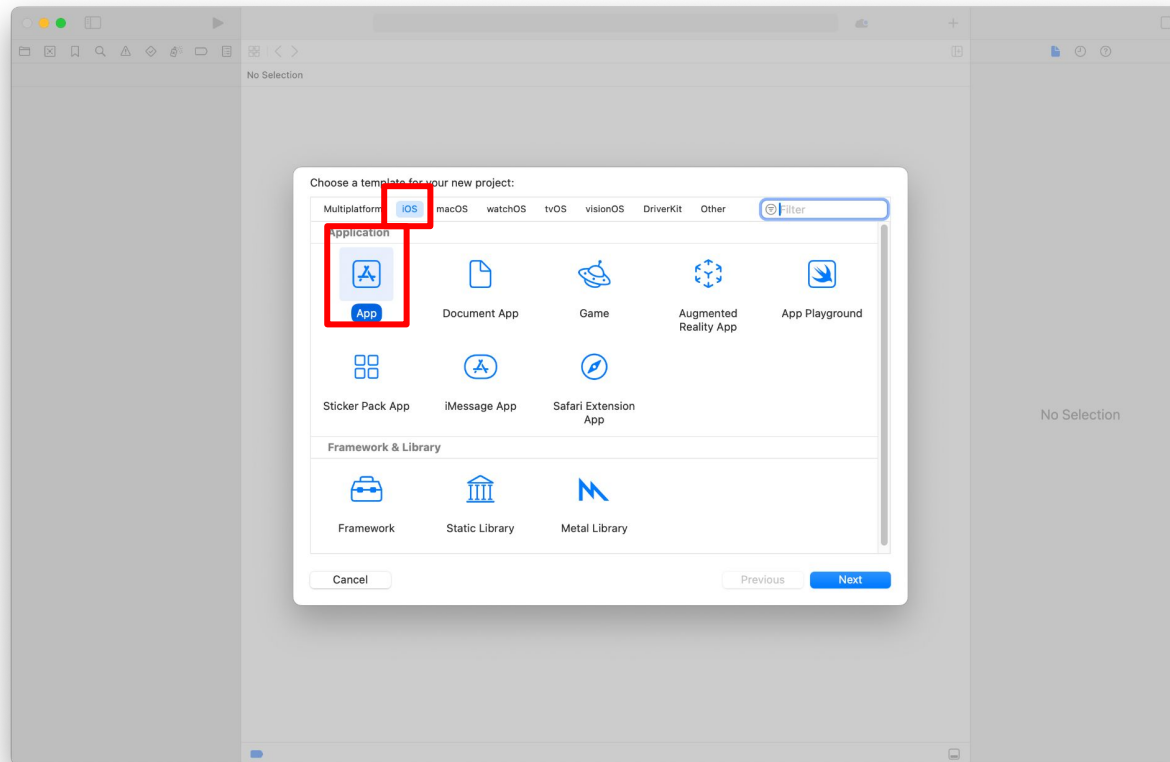 No Selection
Choose a template for your new project:
Multiplatform iOS macOS watchOS tvOS visionOS DriverKit Other Filter
Application
App Document App Game Augmented Reality App App Playground
Sticker Pack App iMessage App Safari Extension App
No Selection
Framework & Library
Framework Static Library Metal Library
Cancel Previous Next